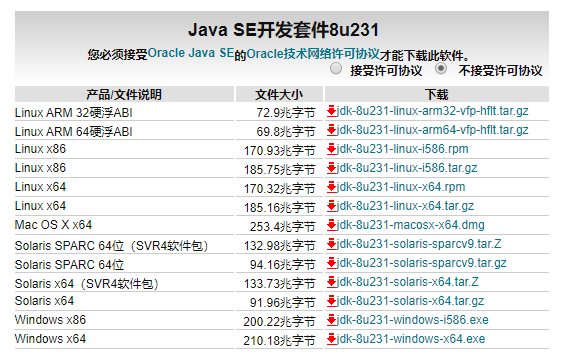 Java SE开发套件8u231
您必须接受Oracle Java SE的Oracle技术网络许可协议才能下载此软件。
接受许可协议 不接受许可协议
产品/文件说明 文件大小 下载
Linux ARM 32硬浮ABI 72.9兆字节 jdk-8u231-linux-arm32-vfp-hflt.tar.gz
Linux ARM 64硬浮ABI 69.8兆字节 jdk-8u231-linux-arm64-vfp-hflt.tar.gz
Linux x86 170.93兆字节 jdk-8u231-linux-i586.rpm
Linux x86 185.75兆字节 jdk-8u231-linux-i586.tar.gz
Linux x64 170.32兆字节 jdk-8u231-linux-x64.rpm
Linux x64 185.16兆字节 jdk-8u231-linux-x64.tar.gz
Mac OS X x64 253.4兆字节 jdk-8u231-macosx-x64.dmg
Solaris SPARC 64位（SVR4软件包） 132.98兆字节 jdk-8u231-solaris-sparcv9.tar.Z
Solaris SPARC 64位 94.16兆字节 jdk-8u231-solaris-sparcv9.tar.gz
Solaris x64（SVR4软件包） 133.73兆字节 jdk-8u231-solaris-x64.tar.Z
Solaris x64 91.96兆字节 jdk-8u231-solaris-x64.tar.gz
Windows x86 200.22兆字节 jdk-8u231-windows-i586.exe
Windows x64 210.18兆字节 jdk-8u231-windows-x64.exe